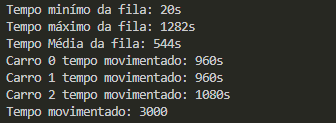 Tempo minímo da fila: 20s
Tempo máximo da fila: 1282s
Tempo Média da fila: 544s
Carro 0 tempo movimentado: 960s
Carro 1 tempo movimentado: 960s
Carro 2 tempo movimentado: 1080s
Tempo movimentado: 3000